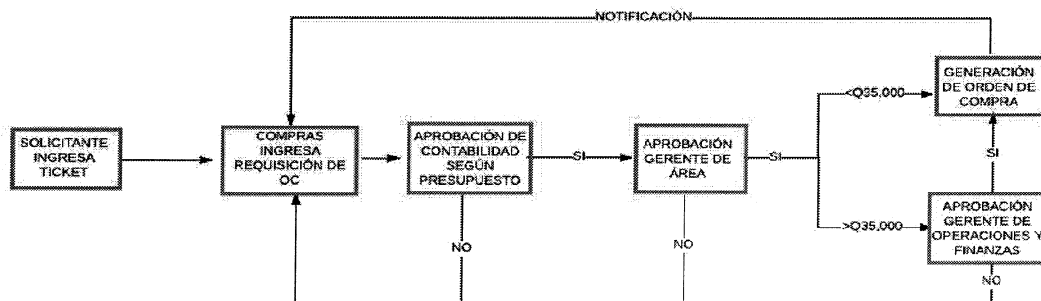 NOTIFICACIÓN
SOLICITANTE
INGRESA
TICKET
COMPRAS
INGRESA
REQUISICIÓN DE
OC
APROBACIÓN DE
CONTABILIDAD
SEGÚN
PRESUPUESTO
SI
APROBACIÓN
GERENTE DE
ÁREA
SI
<Q35,000
GENERACIÓN
DE ORDEN DE
COMPRA
SI
>Q35,000
APROBACIÓN
GERENTE DE
OPERACIONES Y
FINANZAS
NO
NO
NO